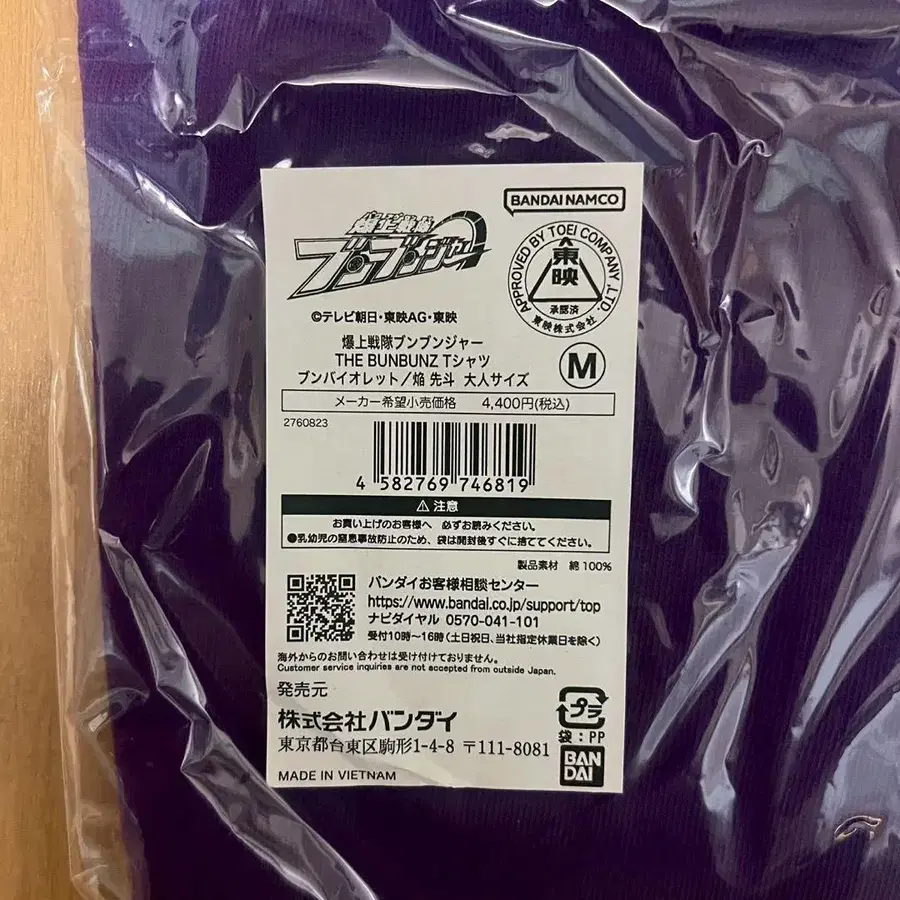 爆上戦隊
ブンブンジャー
BANDAI NAMCO
APPROVED BY TOEI COMPANY, LTD.
東映
承認済
東映株式会社
©テレビ朝日・東映AG・東映
爆上戦隊ブンブンジャー
THE BUNBUNZ Tシャツ
ブンバイオレット/焔 先斗 大人サイズ
M
メーカー希望小売価格 4,400円(税込)
2760823
4 582769 746819
⚠注意
お買い上げのお客様へ 必ずお読みください。
●乳幼児の窒息事故防止のため、袋は開封後すぐに捨ててください。
製品素材 綿100%
バンダイお客様相談センター
https://www.bandai.co.jp/support/top
ナビダイヤル 0570-041-101
受付10時~16時(土日祝日、当社指定休業日を除く)
海外からのお問い合わせは受け付けておりません。
Customer service inquiries are not accepted from outside Japan.
発売元
株式会社バンダイ
東京都台東区駒形1-4-8 〒111-8081
MADE IN VIETNAM
プラ
袋:PP
BAN
DAI